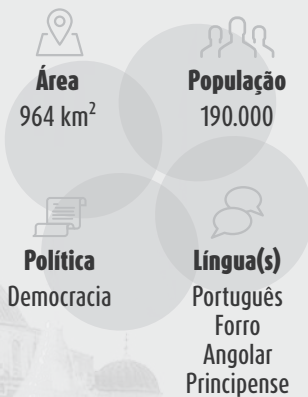 Área
964 km²
População
190.000
Política
Democracia
Língua(s)
Português
Forro
Angolar
Principense